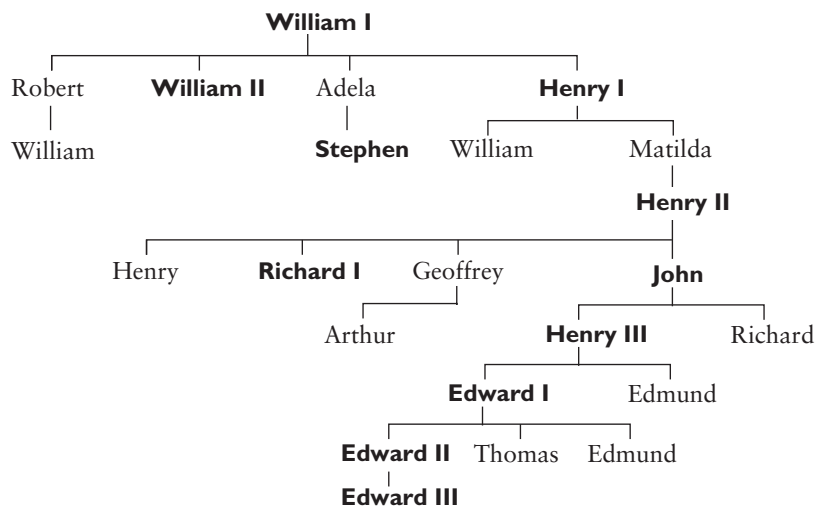 William I
Robert William II Adela Henry I
William Stephen William Matilda
Henry II
Henry Richard I Geoffrey John
Arthur Henry III Richard
Edward I Edmund
Edward II Thomas Edmund
Edward III